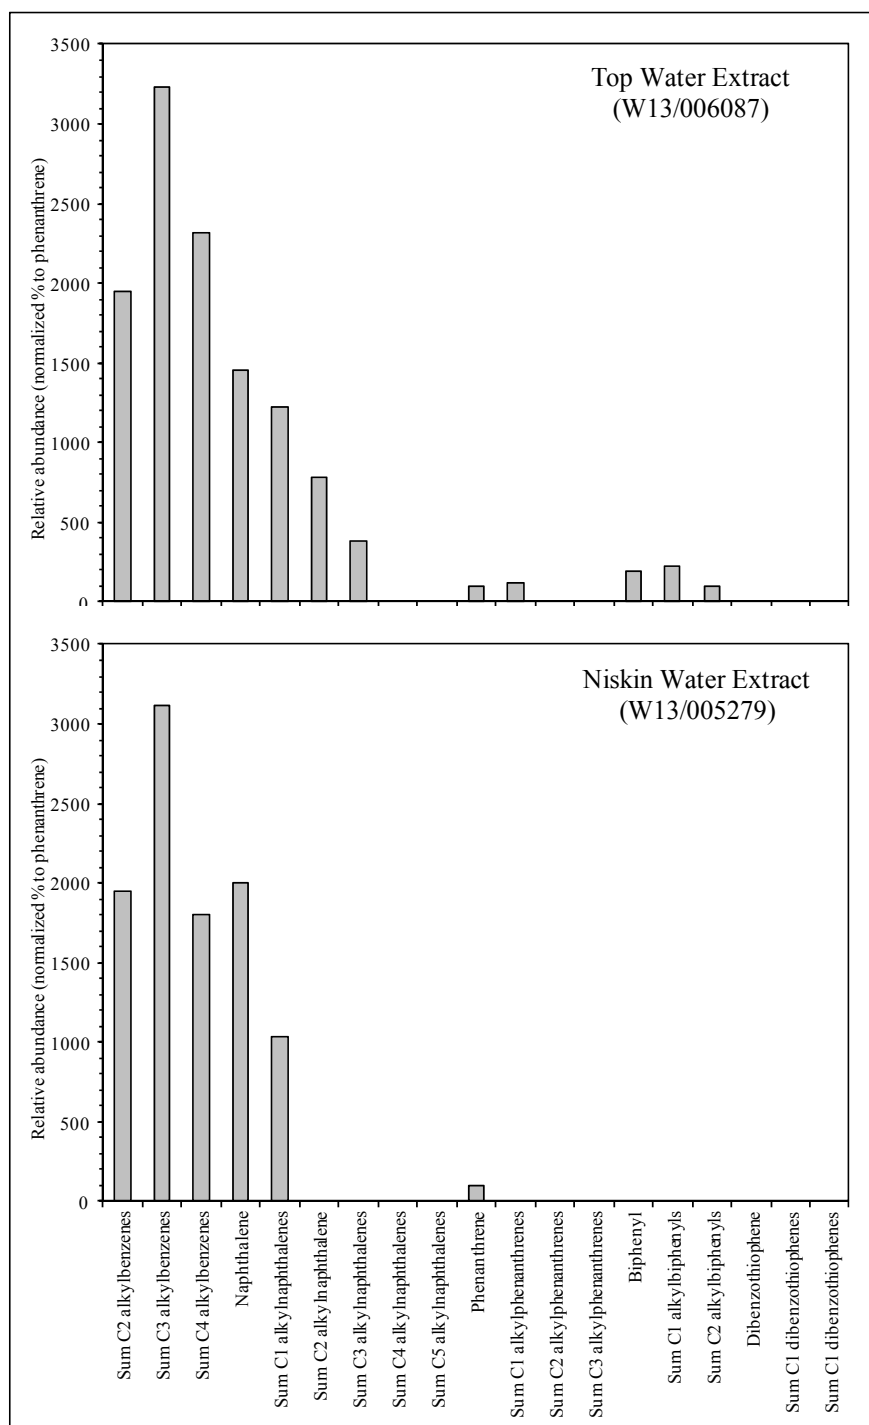 Top Water Extract
(W13/006087)
Relative abundance (normalized % to phenanthrene)
3500
3000
2500
2000
1500
1000
500
0
Niskin Water Extract
(W13/005279)
Relative abundance (normalized % to phenanthrene)
3500
3000
2500
2000
1500
1000
500
0
Sum C2 alkylbenzenes
Sum C3 alkylbenzenes
Sum C4 alkylbenzenes
Naphthalene
Sum C1 alkylnaphthalenes
Sum C2 alkylnaphthalene
Sum C3 alkylnaphthalenes
Sum C4 alkylnaphthalenes
Sum C5 alkylnaphthalenes
Phenanthrene
Sum C1 alkylphenanthrenes
Sum C2 alkylphenanthrenes
Sum C3 alkylphenanthrenes
Biphenyl
Sum C1 alkylbiphenyls
Sum C2 alkylbiphenyls
Dibenzothiophene
Sum C1 dibenzothiophenes
Sum C1 dibenzothiophenes